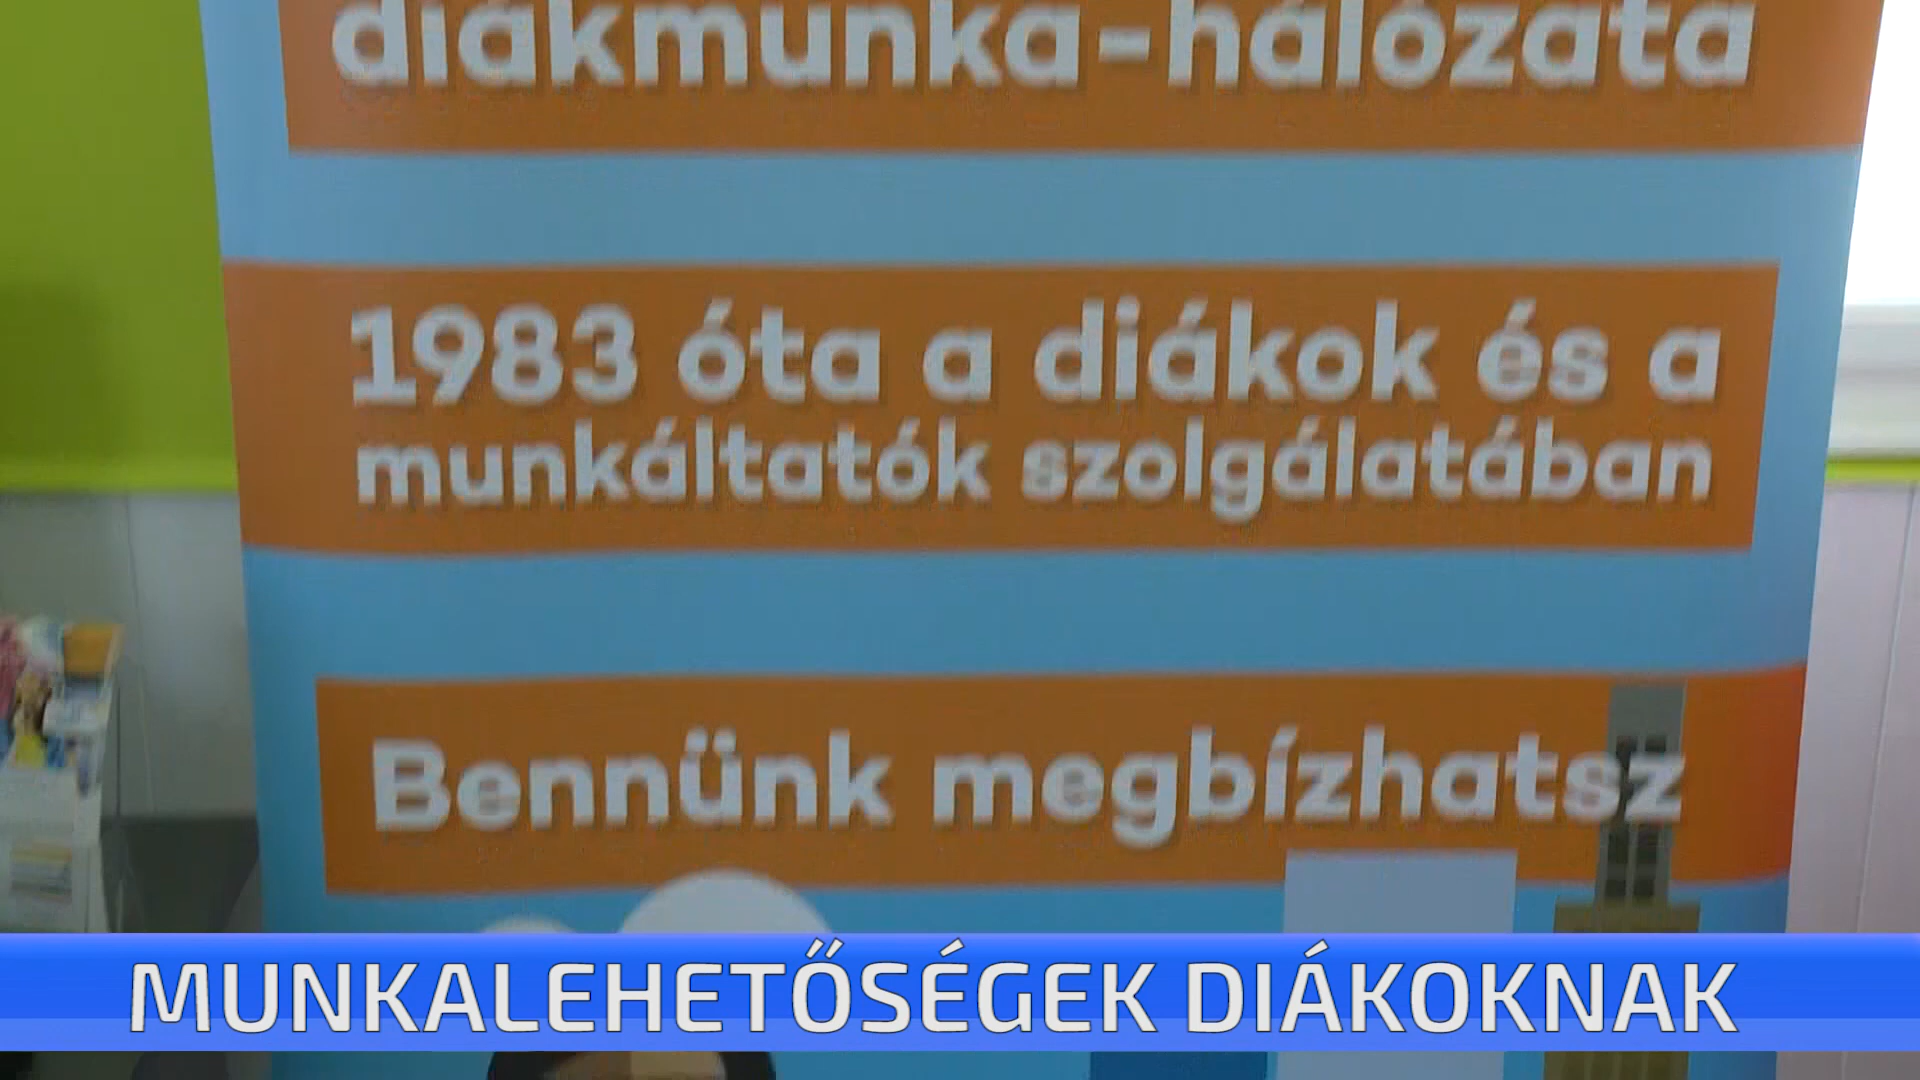 diákmunka-hálózata
1983 óta a diákok és a
munkáltatók szolgálatában
Bennünk megbízhatsz
MUNKALEHETŐSÉGEK DIÁKOKNAK